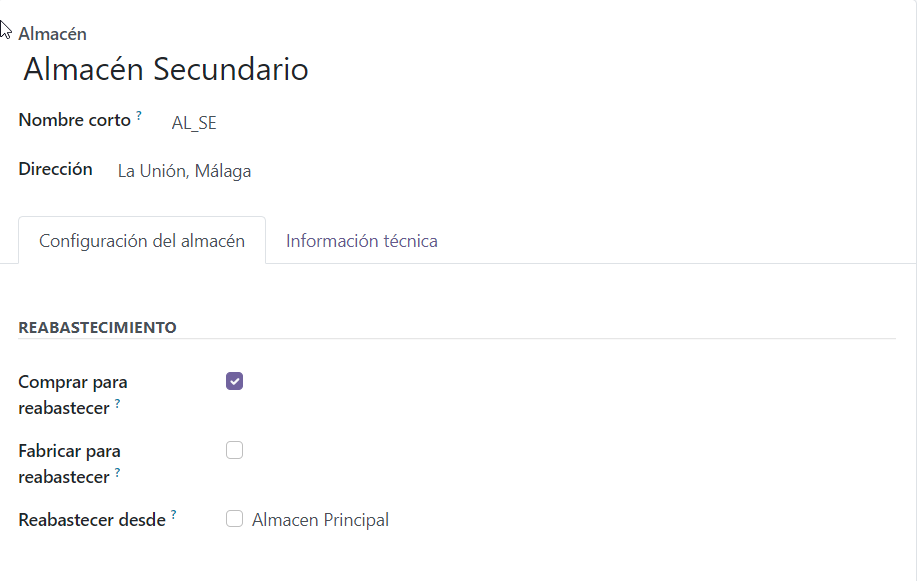 Almacén
Almacén Secundario
Nombre corto ?
AL_SE
Dirección
La Unión, Málaga
Configuración del almacén
Información técnica
REABASTECIMIENTO
Comprar para
reabastecer ?
Fabricar para
reabastecer ?
Reabastecer desde ?
Almacen Principal